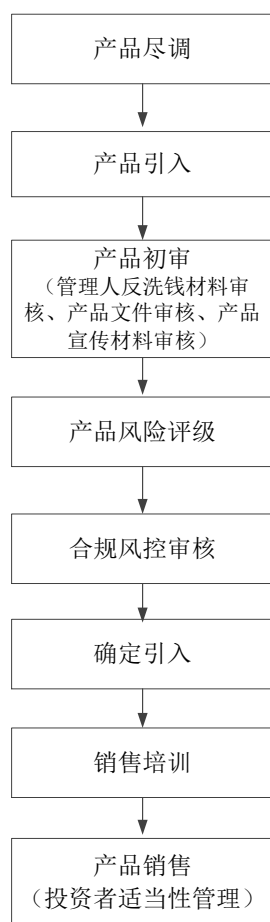 产品尽调
产品引入
产品初审
（管理人反洗钱材料审
核、产品文件审核、产品
宣传材料审核）
产品风险评级
合规风控审核
确定引入
销售培训
产品销售
（投资者适当性管理）